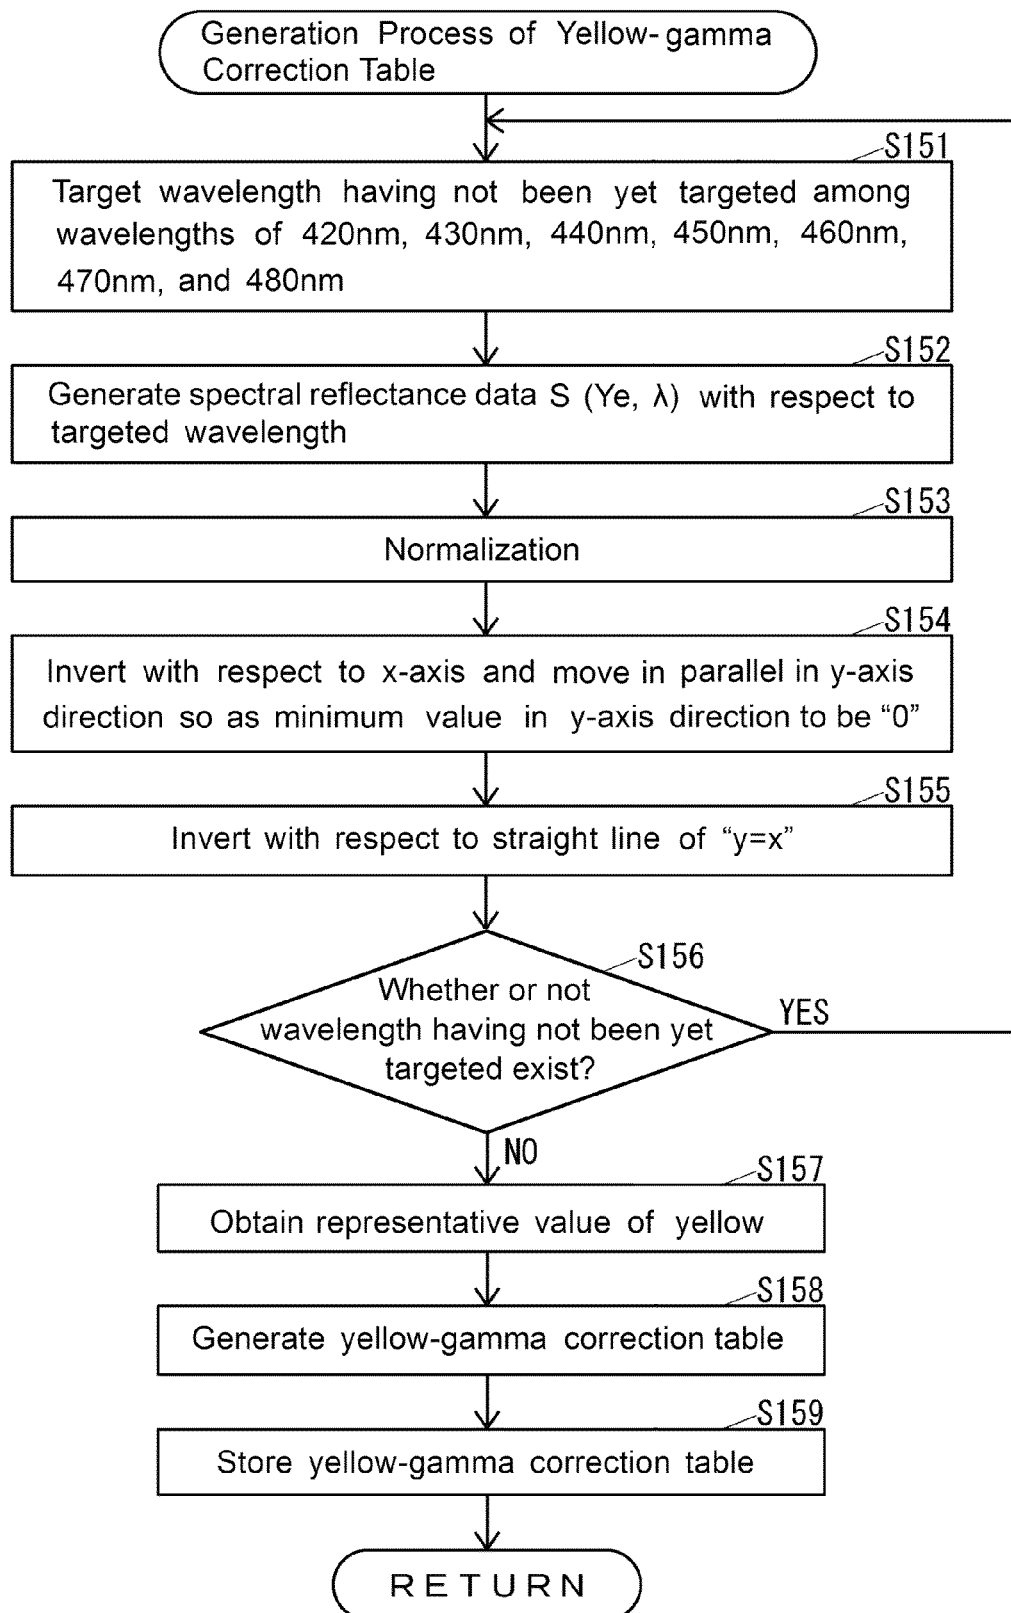 Generation Process of Yellow-gamma
Correction Table
S151
Target wavelength having not been yet targeted among
wavelengths of 420nm, 430nm, 440nm, 450nm, 460nm,
470nm, and 480nm
S152
Generate spectral reflectance data S (Ye, λ) with respect to
targeted wavelength
S153
Normalization
S154
Invert with respect to x-axis and move in parallel in y-axis
direction so as minimum value in y-axis direction to be “0”
S155
Invert with respect to straight line of “y=x”
S156
Whether or not
wavelength having not been yet
targeted exist?
YES
NO
S157
Obtain representative value of yellow
S158
Generate yellow-gamma correction table
S159
Store yellow-gamma correction table
RETURN